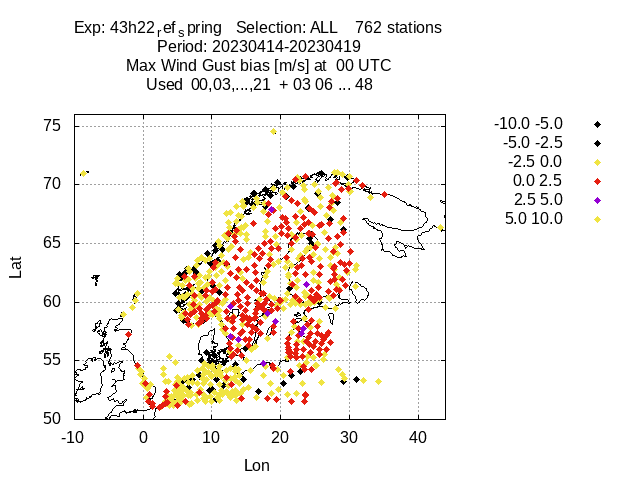 Exp: 43h22refspring   Selection: ALL    762 stations
Period: 20230414-20230419
Max Wind Gust bias [m/s] at  00 UTC
Used  00,03,...,21  + 03 06 ... 48
-10.0 -5.0
-5.0 -2.5
-2.5 0.0
0.0 2.5
2.5 5.0
5.0 10.0
75
70
65
60
55
50
Lat
-10 0 10 20 30 40
Lon